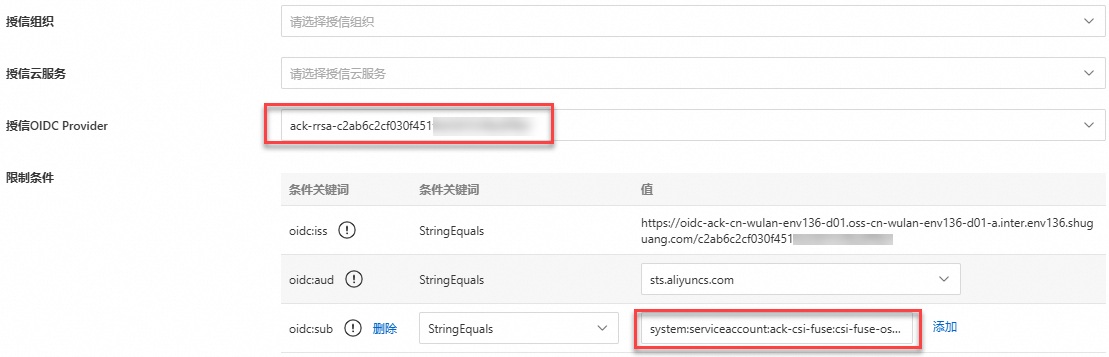 授信组织
请选择授信组织
授信云服务
请选择授信云服务
授信OIDC Provider
ack-rrsa-c2ab6c2cf030f451
限制条件
条件关键词 条件关键词 值
oidc:iss StringEquals https://oidc-ack-cn-wulan-env136-d01.oss-cn-wulan-env136-d01-a.inter.env136.shug
uang.com/c2ab6c2cf030f451
oidc:aud StringEquals sts.aliyuncs.com
oidc:sub 删除 StringEquals system:serviceaccount:ack-csi-fuse:csi-fuse-os... 添加